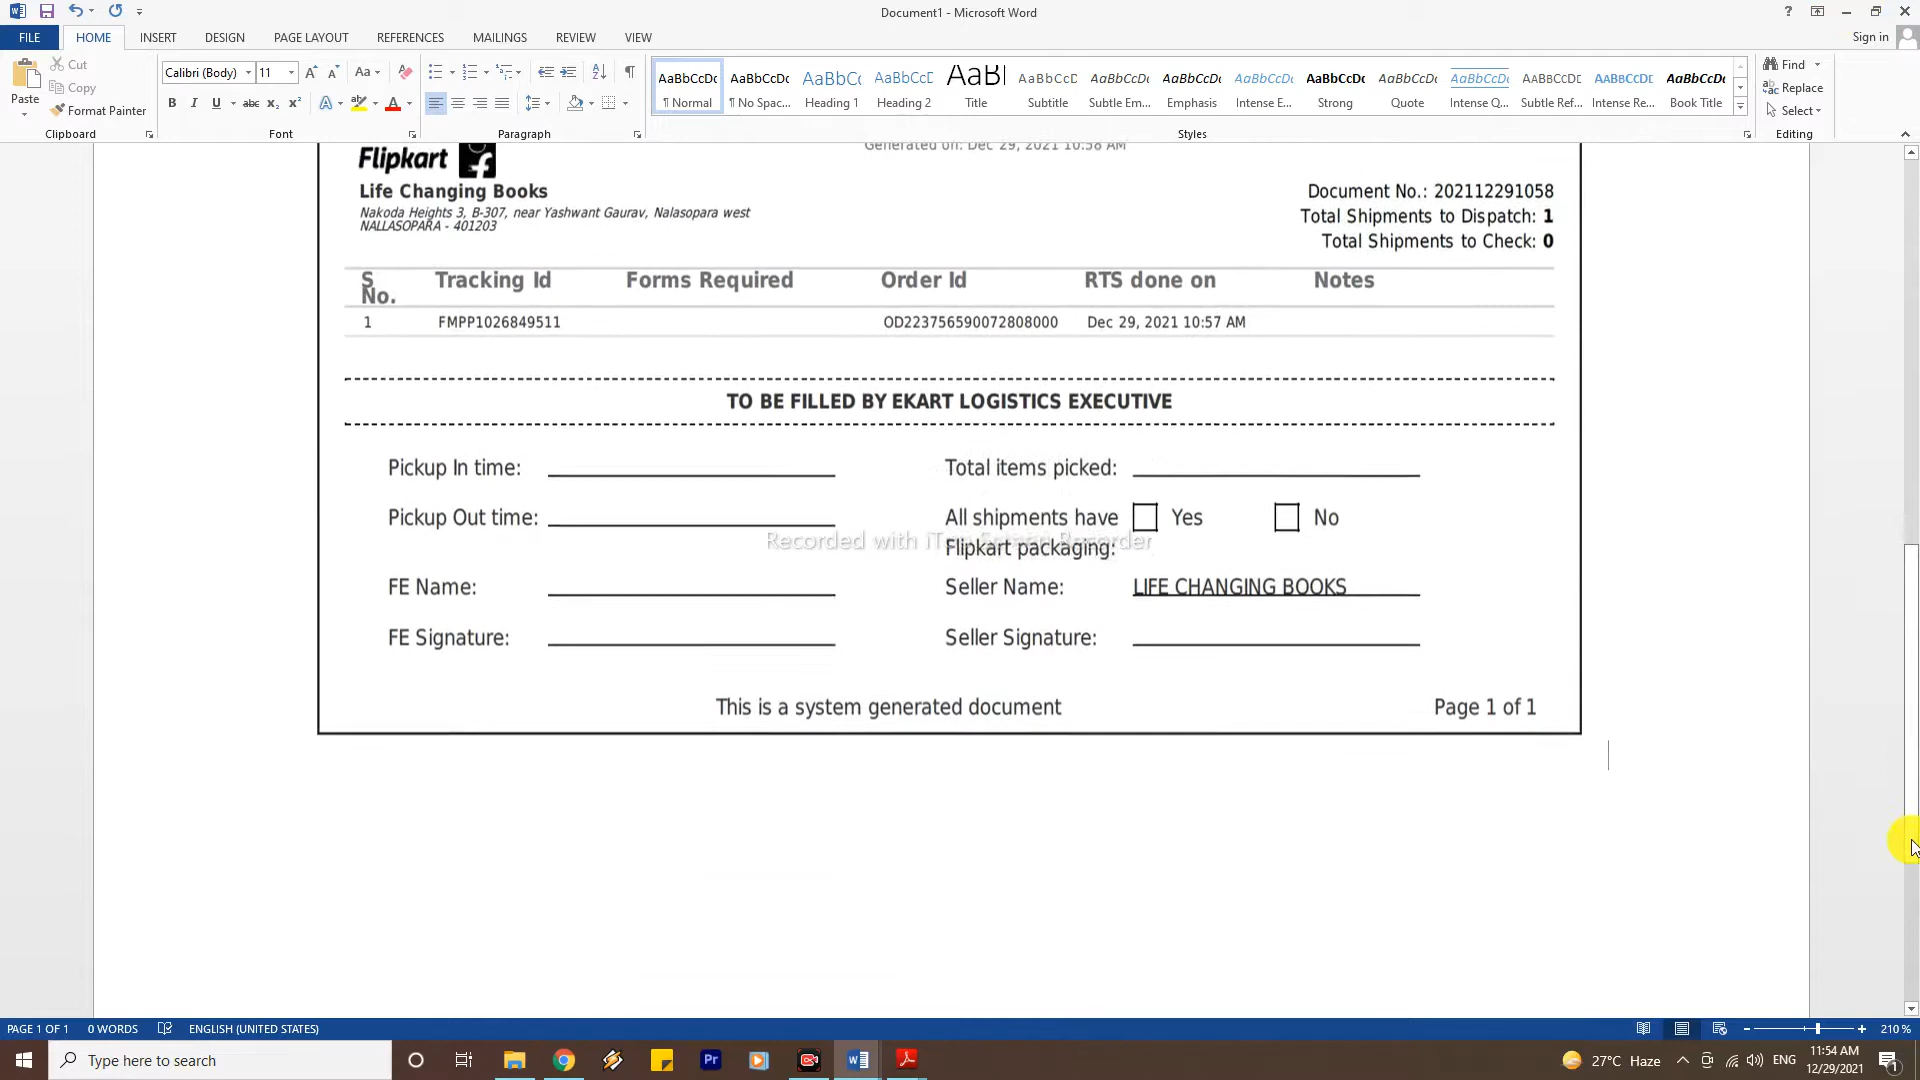 Document1 - Microsoft Word
FILE HOME INSERT DESIGN PAGE LAYOUT REFERENCES MAILINGS REVIEW VIEW Sign in
Paste Cut
Copy
Format Painter
Clipboard
Calibri (Body) 11
Font
Paragraph
AaBbCcDc AaBbCcDc AaBbCc AaBbCcD AaBl AaBbCcD AaBbCcDc AaBbCcDc AaBbCcDc AaBbCcDc AaBbCcDc AaBbCcDc AABBCCDC AABBCCDC AaBbCcDc
¶ Normal ¶ No Spac... Heading 1 Heading 2 Title Subtitle Subtle Em... Emphasis Intense E... Strong Quote Intense Q... Subtle Ref... Intense Re... Book Title
Styles
Find
Replace
Select
Editing
Generated on: Dec 29, 2021 10:58 AM
Flipkart
Life Changing Books
Nakoda Heights 3, B-307, near Yashwant Gaurav, Nalasopara west
NALLASOPARA - 401203
Document No.: 202112291058
Total Shipments to Dispatch: 1
Total Shipments to Check: 0
S No. Tracking Id Forms Required Order Id RTS done on Notes
1 FMPP1026849511 OD223756590072808000 Dec 29, 2021 10:57 AM
TO BE FILLED BY EKART LOGISTICS EXECUTIVE
Pickup In time: Total items picked:
Pickup Out time: All shipments have Flipkart packaging: Yes No
Recorded with iTop Screen Recorder
FE Name: Seller Name: LIFE CHANGING BOOKS
FE Signature: Seller Signature:
This is a system generated document Page 1 of 1
PAGE 1 OF 1 0 WORDS ENGLISH (UNITED STATES) 210 %
Type here to search
27°C Haze ENG 11:54 AM
12/29/2021